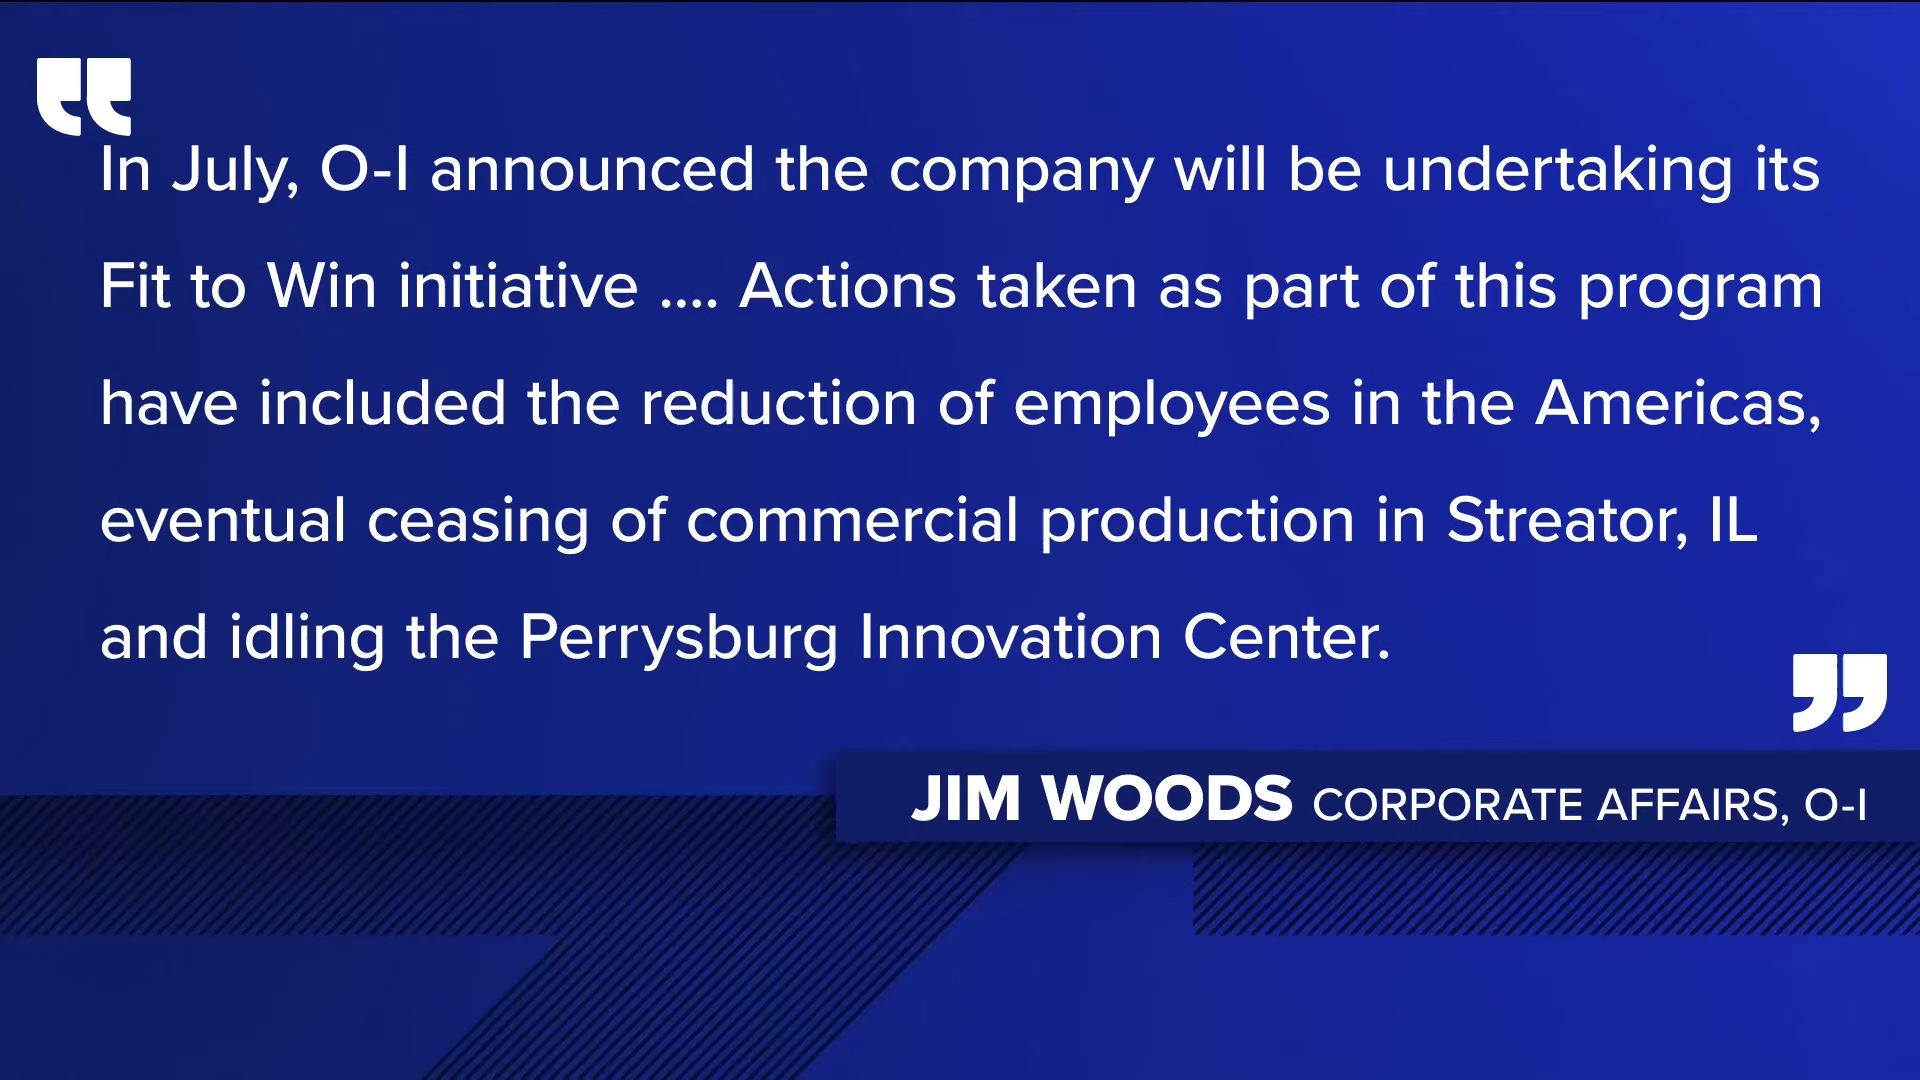 “
In July, O-I announced the company will be undertaking its
Fit to Win initiative .... Actions taken as part of this program
have included the reduction of employees in the Americas,
eventual ceasing of commercial production in Streator, IL
and idling the Perrysburg Innovation Center.
”
JIM WOODS CORPORATE AFFAIRS, O-I